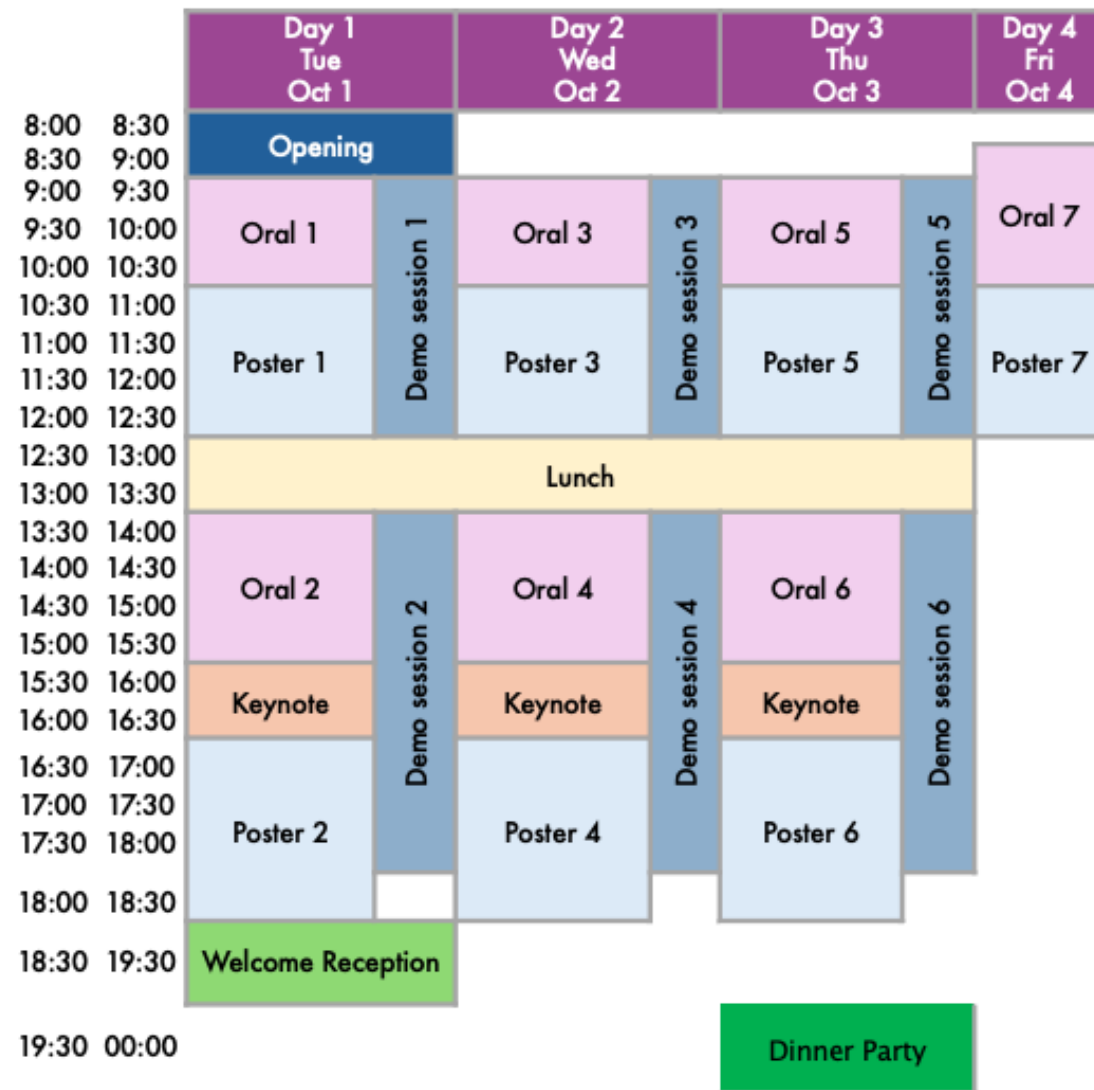 Day 1
Tue
Oct 1
Day 2
Wed
Oct 2
Day 3
Thu
Oct 3
Day 4
Fri
Oct 4
8:00 8:30
Opening
8:30 9:00
9:00 9:30
9:30 10:00
Oral 1
Demo session 1
Oral 3
Demo session 3
Oral 5
Demo session 5
Oral 7
10:00 10:30
10:30 11:00
11:00 11:30
Poster 1
Poster 3
Poster 5
Poster 7
11:30 12:00
12:00 12:30
12:30 13:00
Lunch
13:00 13:30
13:30 14:00
14:00 14:30
Oral 2
Demo session 2
Oral 4
Demo session 4
Oral 6
Demo session 6
14:30 15:00
15:00 15:30
15:30 16:00
Keynote
Keynote
Keynote
16:00 16:30
16:30 17:00
17:00 17:30
Poster 2
Poster 4
Poster 6
17:30 18:00
18:00 18:30
18:30 19:30
Welcome Reception
19:30 00:00
Dinner Party